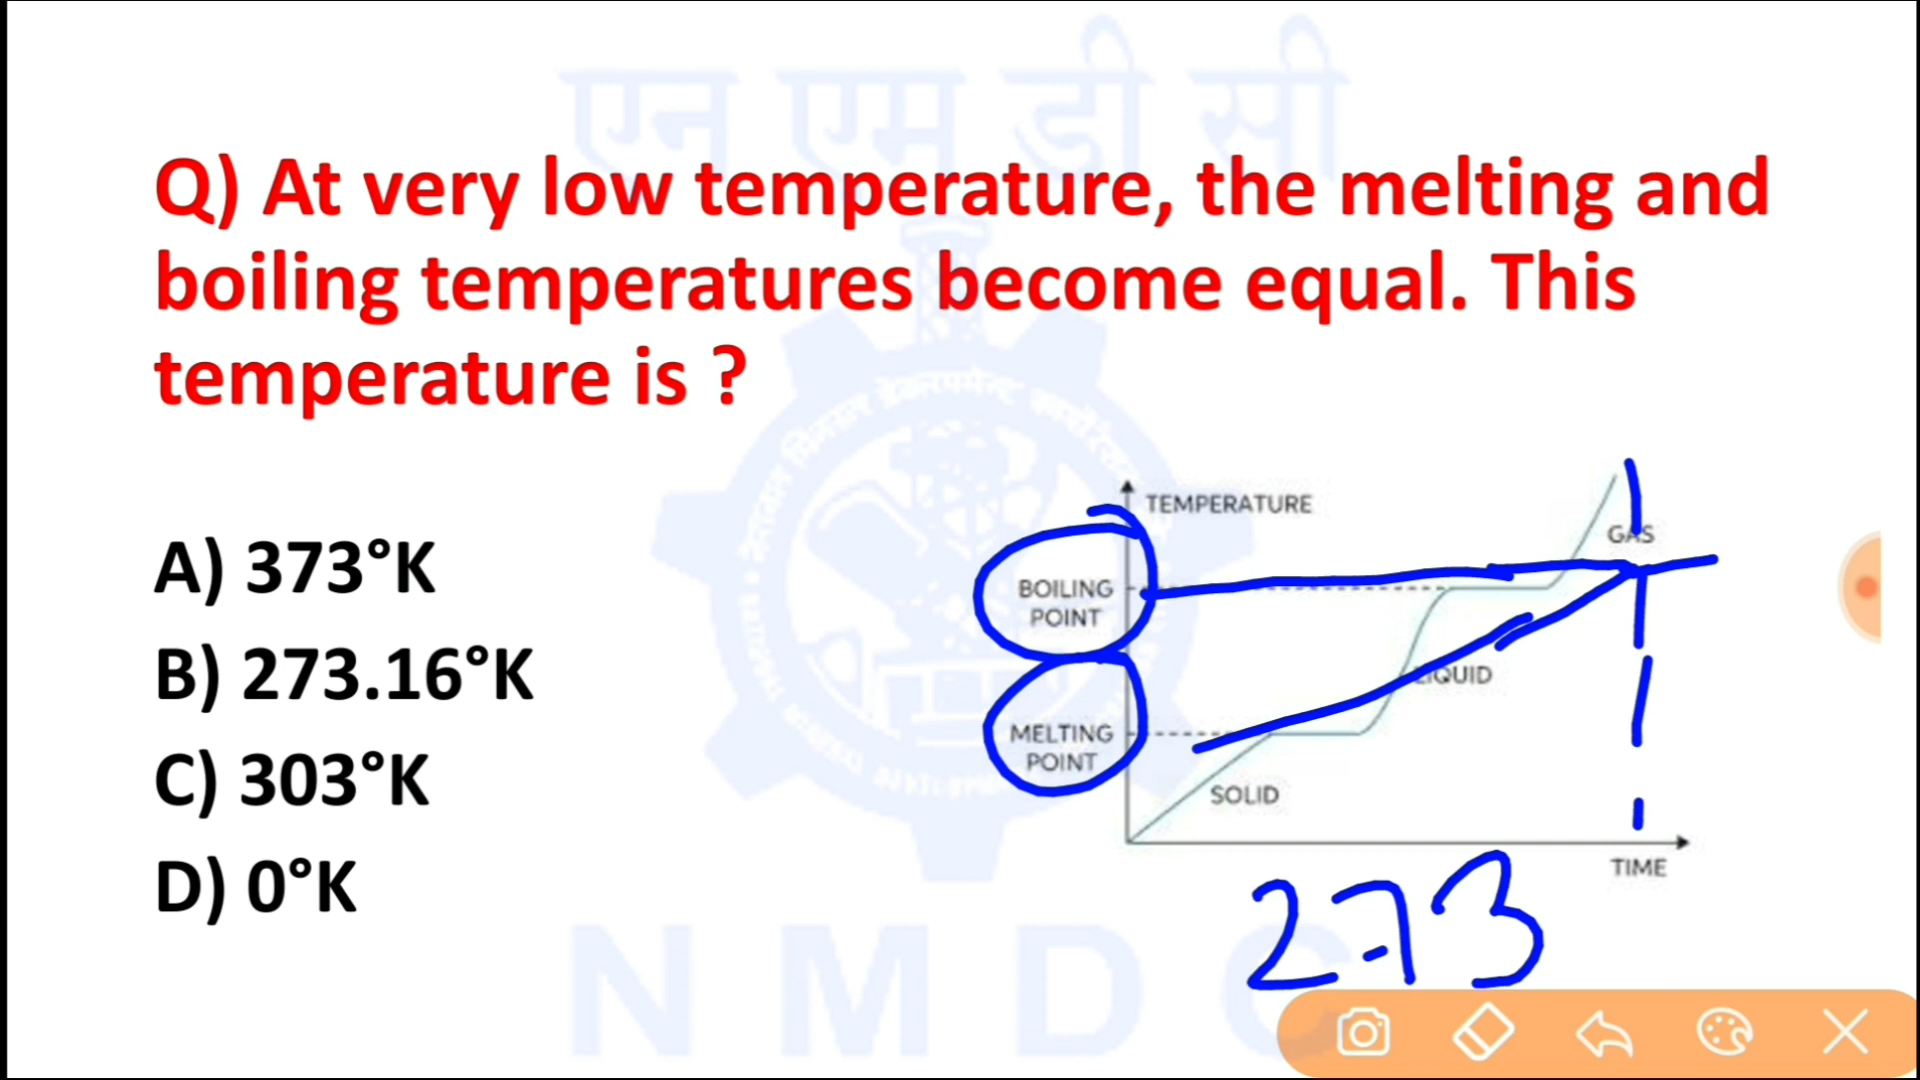 एन एम डी सी
Q) At very low temperature, the melting and
boiling temperatures become equal. This
temperature is ?
A) 373°K
B) 273.16°K
C) 303°K
D) 0°K
TEMPERATURE
GAS
BOILING
POINT
LIQUID
MELTING
POINT
SOLID
TIME
273
NMDC